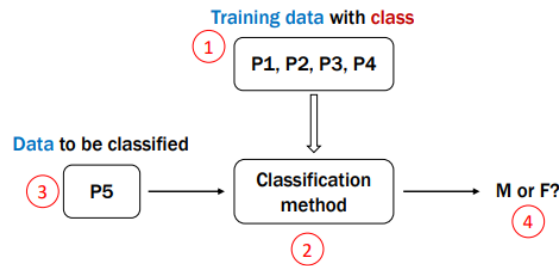 Training data with class
1
P1, P2, P3, P4
Data to be classified
3
P5
Classification
method
M or F?
4
2